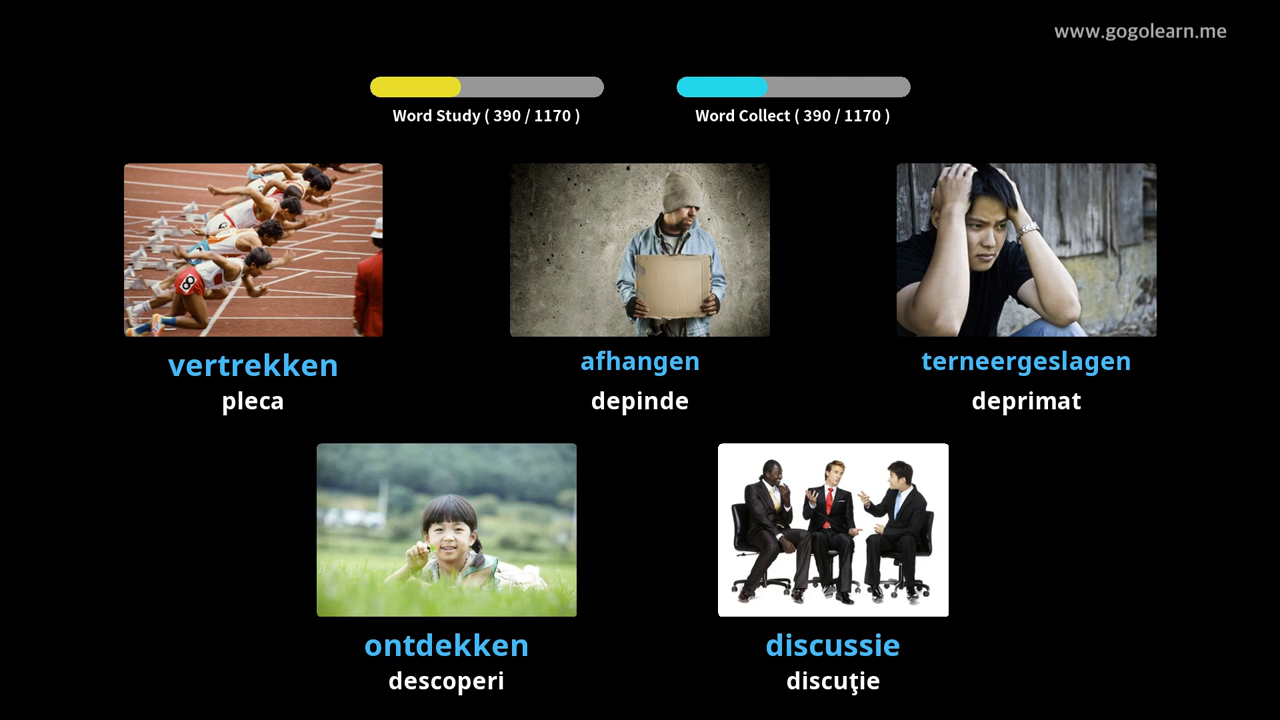 www.gogolearn.me
Word Study ( 390 / 1170 )
Word Collect ( 390 / 1170 )
8
vertrekken
pleca
afhangen
depinde
terneergeslagen
deprimat
ontdekken
descoperi
discussie
discuţie